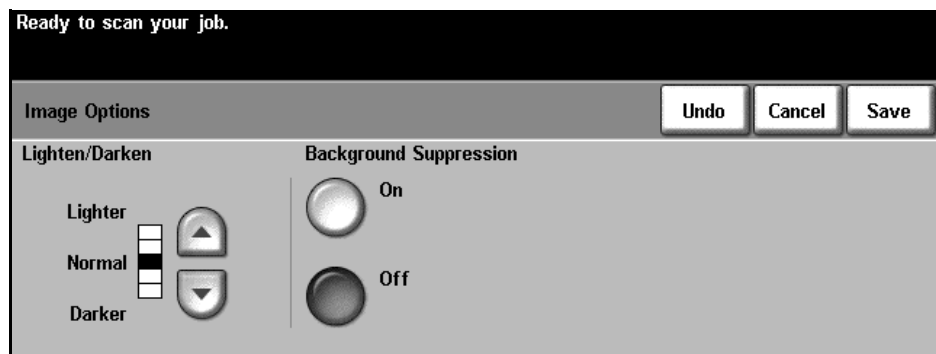 Ready to scan your job.
Image Options
Undo
Cancel
Save
Lighten/Darken
Background Suppression
Lighter
Normal
Darker
On
Off